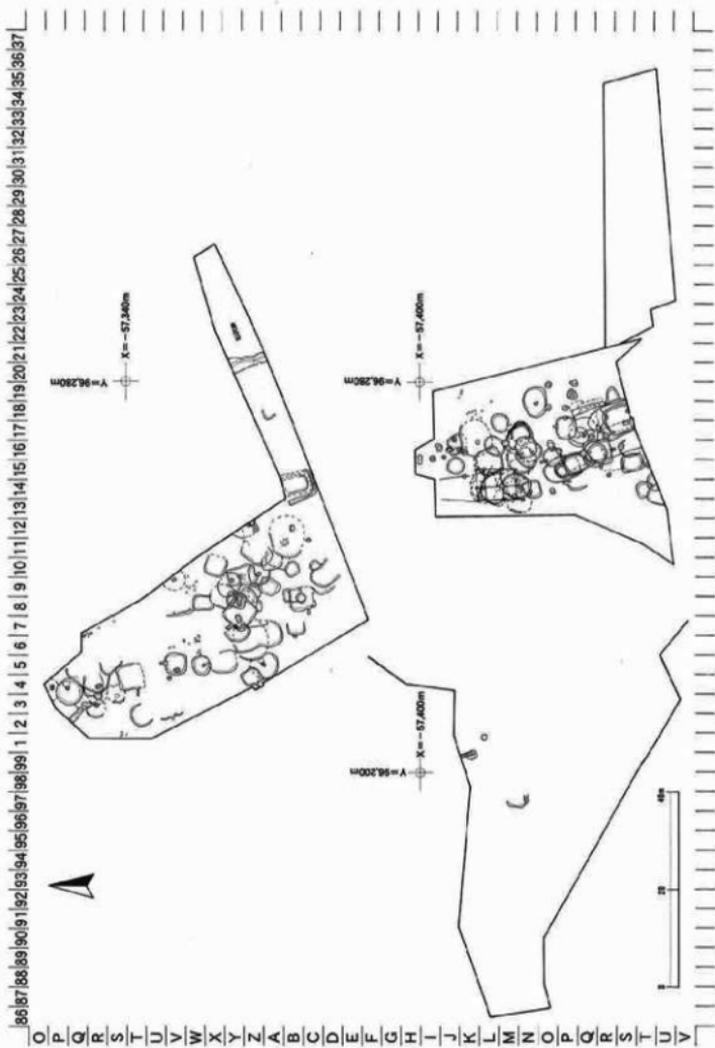 86|87|88|89|90|91|92|93|94|95|96|97|98|99|1|2|3|4|5|6|7|8|9|10|11|12|13|14|15|16|17|18|19|20|21|22|23|24|25|26|27|28|29|30|31|32|33|34|35|36|37
O
P
Q
R
S
T
U
V
W
X
Y
Z
A
B
C
D
E
F
G
H
I
J
K
L
M
N
O
P
Q
R
S
T
U
V
Y=96,280m
X=-57,340m
Y=96,280m
X=-57,400m
Y=96,200m
X=-57,400m
0 20 40m